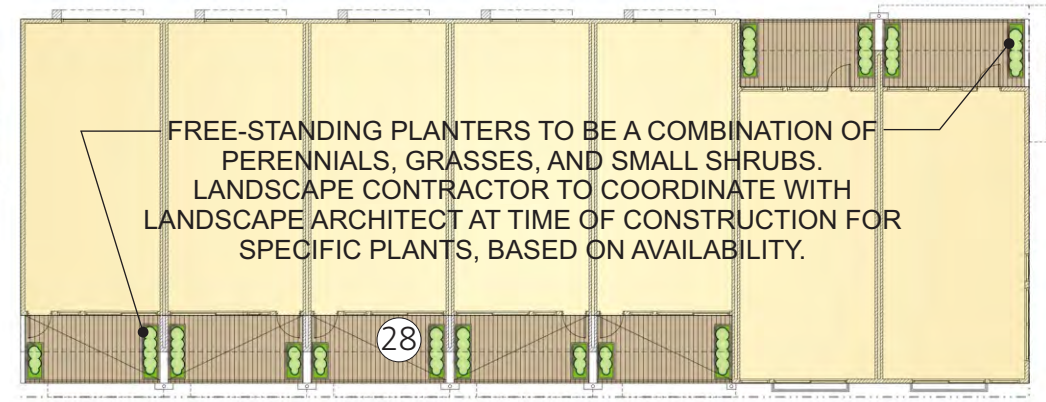 FREE-STANDING PLANTERS TO BE A COMBINATION OF
PERENNIALS, GRASSES, AND SMALL SHRUBS.
LANDSCAPE CONTRACTOR TO COORDINATE WITH
LANDSCAPE ARCHITECT AT TIME OF CONSTRUCTION FOR
SPECIFIC PLANTS, BASED ON AVAILABILITY.
28